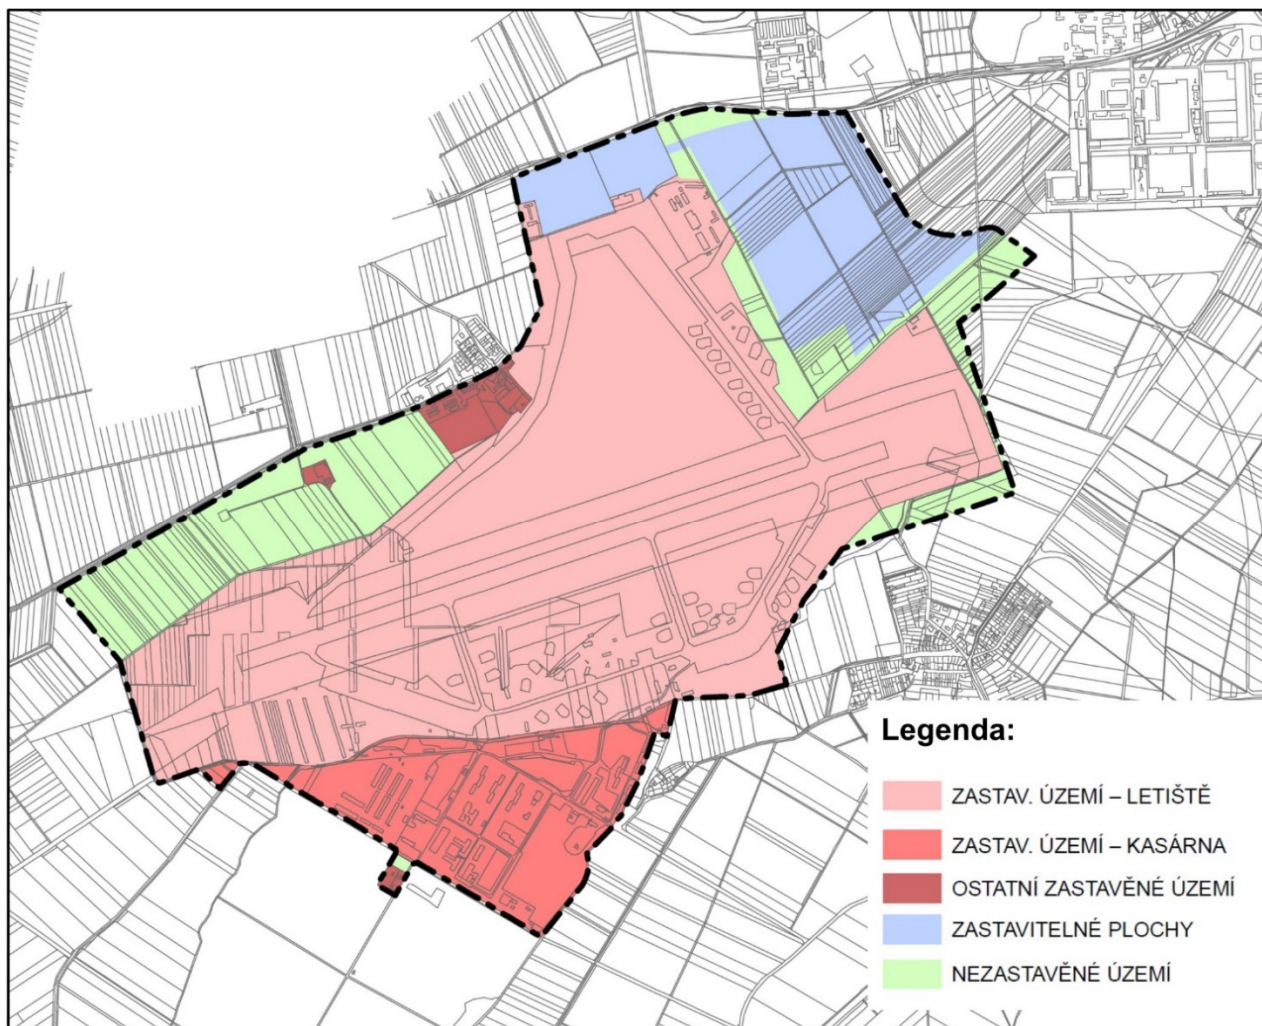 Legenda:
ZASTAV. ÚZEMÍ – LETIŠTĚ
ZASTAV. ÚZEMÍ – KASÁRNA
OSTATNÍ ZASTAVĚNÉ ÚZEMÍ
ZASTAVITELNÉ PLOCHY
NEZASTAVĚNÉ ÚZEMÍ